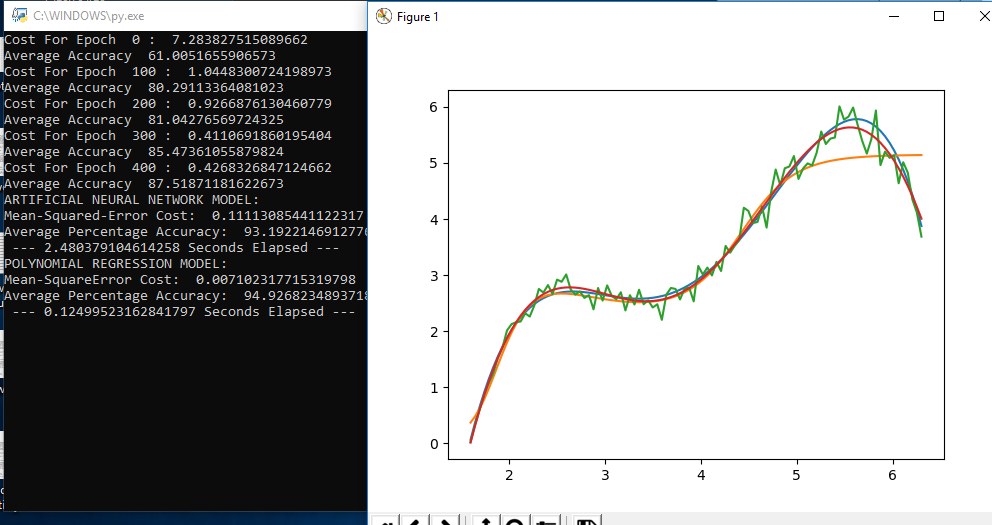 C:\WINDOWS\py.exe
Cost For Epoch 0 : 7.283827515089662
Average Accuracy 61.0051655906573
Cost For Epoch 100 : 1.0448300724198973
Average Accuracy 80.29113364081023
Cost For Epoch 200 : 0.9266876130460779
Average Accuracy 81.04276569724325
Cost For Epoch 300 : 0.4110691860195404
Average Accuracy 85.47361055879824
Cost For Epoch 400 : 0.4268326847124662
Average Accuracy 87.51871181622673
ARTIFICIAL NEURAL NETWORK MODEL:
Mean-Squared-Error Cost: 0.11113085441122317
Average Percentage Accuracy: 93.1922146912776
--- 2.480379104614258 Seconds Elapsed ---
POLYNOMIAL REGRESSION MODEL:
Mean-SquareError Cost: 0.007102317715319798
Average Percentage Accuracy: 94.9268234893718
--- 0.12499523162841797 Seconds Elapsed ---
Figure 1
6
5
4
3
2
1
0
2 3 4 5 6